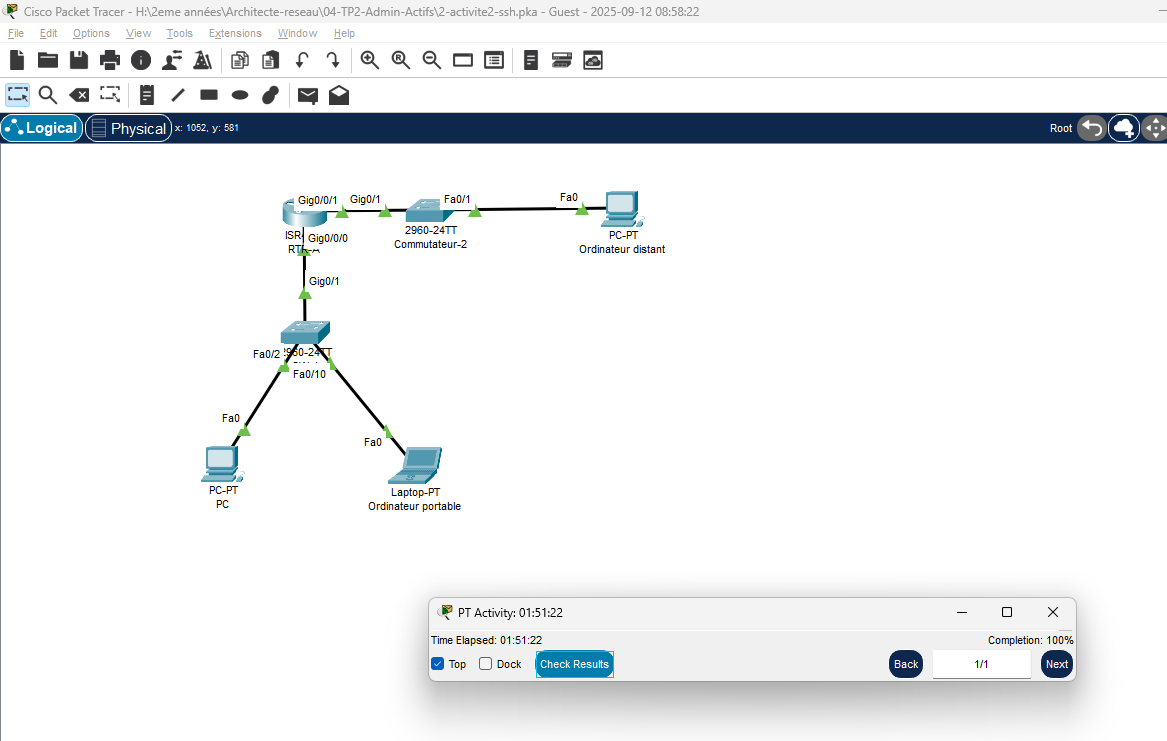 Cisco Packet Tracer - H:\2eme années\Architecte-reseau\04-TP2-Admin-Actifs\2-activite2-ssh.pka - Guest - 2025-09-12 08:58:22
File Edit Options View Tools Extensions Window Help
Logical Physical x: 1052, y: 581 Root
Gig0/0/1 Gig0/1 Fa0/1 Fa0
ISR Gig0/0/0 2960-24TT PC-PT
Commutateur-2 Ordinateur distant
Gig0/1
Fa0/2 2960-24TT
Fa0/10
Fa0
Fa0
PC-PT Laptop-PT
PC Ordinateur portable
PT Activity: 01:51:22
Time Elapsed: 01:51:22 Completion: 100%
Top Dock Check Results Back 1/1 Next